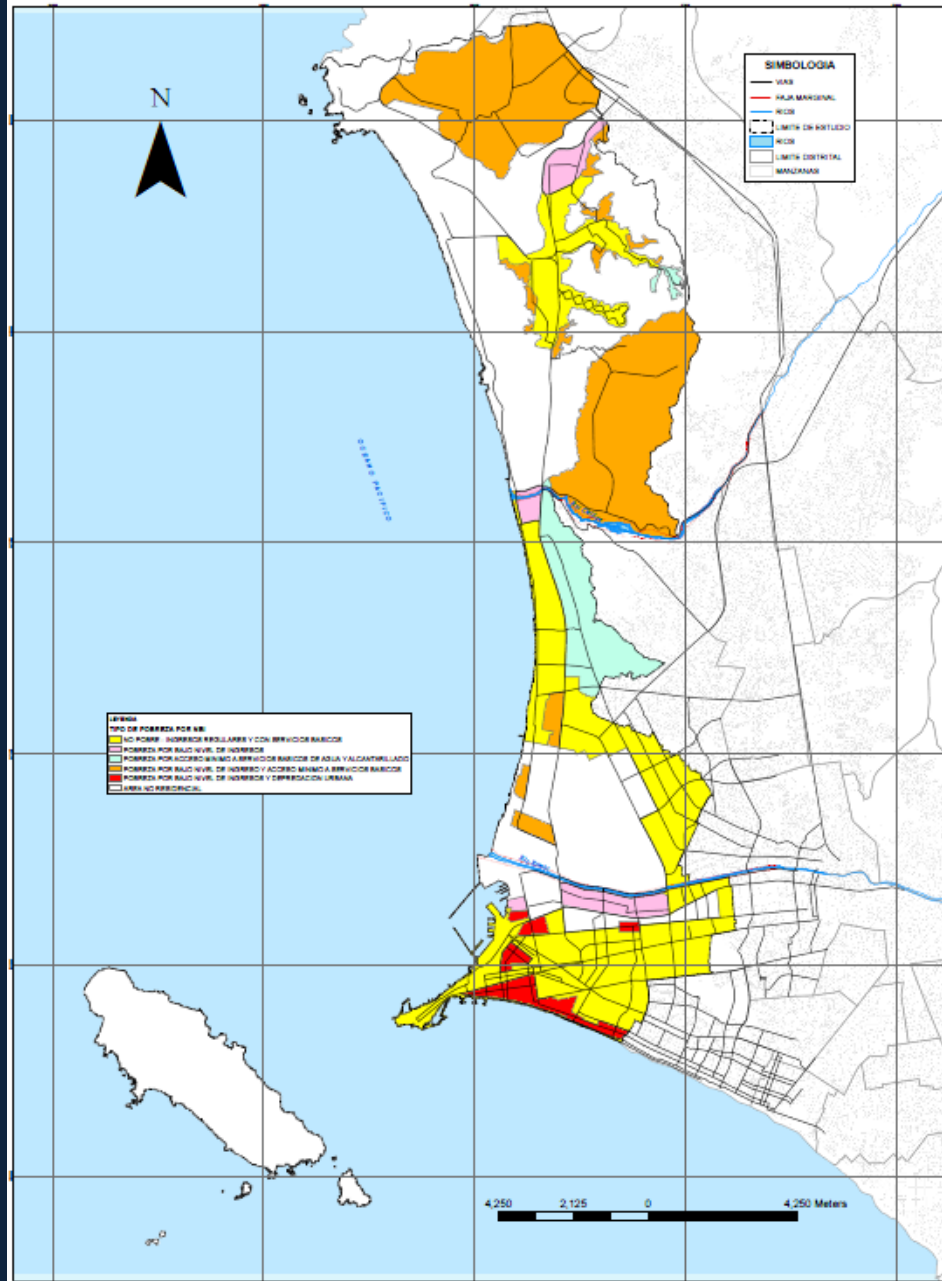 N
SIMBOLOGIA
VIAS
FAJA MARGINAL
RIOS
LIMITE DE ESTUDIO
RIOS
LIMITE DISTRITAL
MANZANAS
OCEANO PACIFICO
LEYENDA
TIPO DE POBREZA POR NBI
NO POBRE - INGRESOS REGULARES Y CON SERVICIOS BASICOS
POBREZA POR BAJO NIVEL DE INGRESOS
POBREZA POR ACCESO MINIMO A SERVICIOS BASICOS DE AGUA Y ALCANTARILLADO
POBREZA POR BAJO NIVEL DE INGRESO Y ACCESO MINIMO A SERVICIOS BASICOS
POBREZA POR BAJO NIVEL DE INGRESOS Y DEPREDACION URBANA
AREA NO RESIDENCIAL
4,250 2,125 0 4,250 Meters